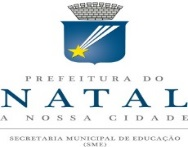 PREFEITURA DO
NATAL
A NOSSA CIDADE
SECRETARIA MUNICIPAL DE EDUCAÇÃO
(SME)